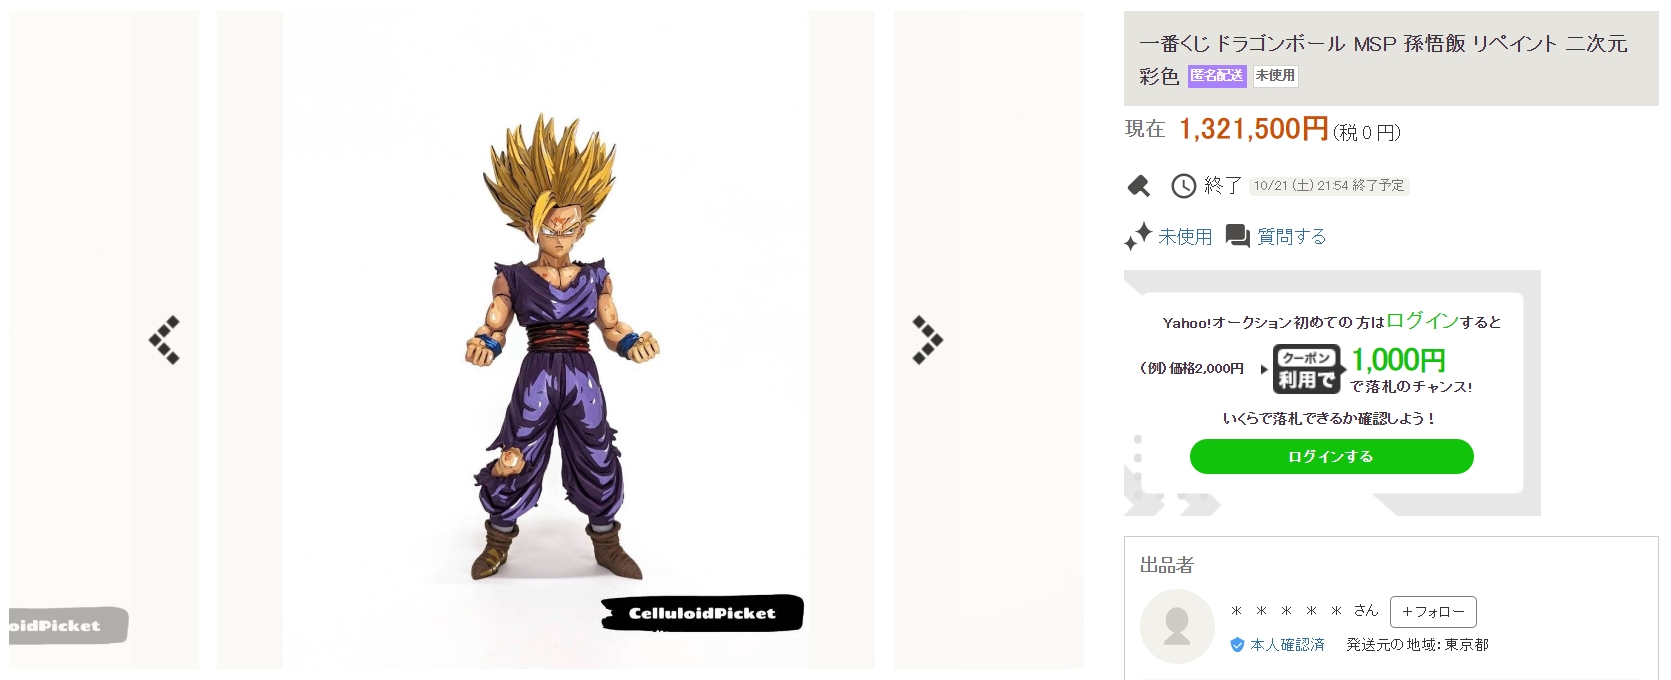 一番くじ ドラゴンボール MSP 孫悟飯 リペイント 二次元
彩色 匿名配送 未使用
現在 1,321,500円(税 0 円)
終了 10/21 (土) 21:54 終了予定
未使用 質問する
Yahoo!オークション初めての方はログインすると
(例)価格2,000円 クーポン利用で 1,000円
で落札のチャンス!
いくらで落札できるか確認しよう！
ログインする
出品者
＊ ＊ ＊ ＊ ＊ さん ＋フォロー
本人確認済 発送元の地域：東京都
oidPicket
CelluloidPicket